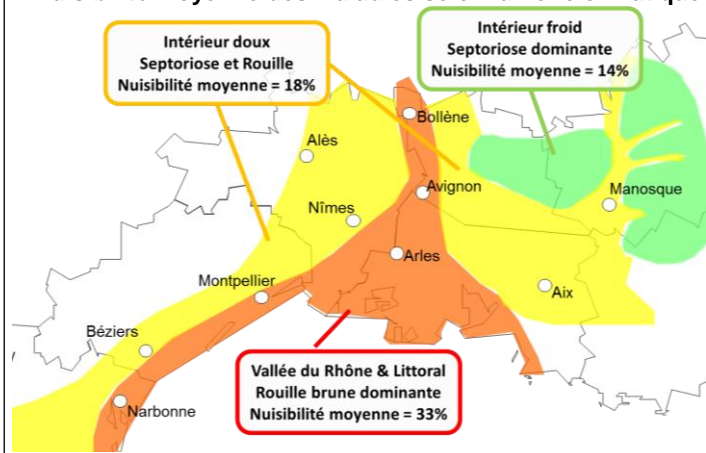 Intérieur doux
Septoriose et Rouille
Nuisibilité moyenne = 18%
Intérieur froid
Septoriose dominante
Nuisibilité moyenne = 14%
Bollène
Alès
Avignon
Manosque
Nîmes
Arles
Montpellier
Aix
Béziers
Vallée du Rhône & Littoral
Rouille brune dominante
Nuisibilité moyenne = 33%
Narbonne